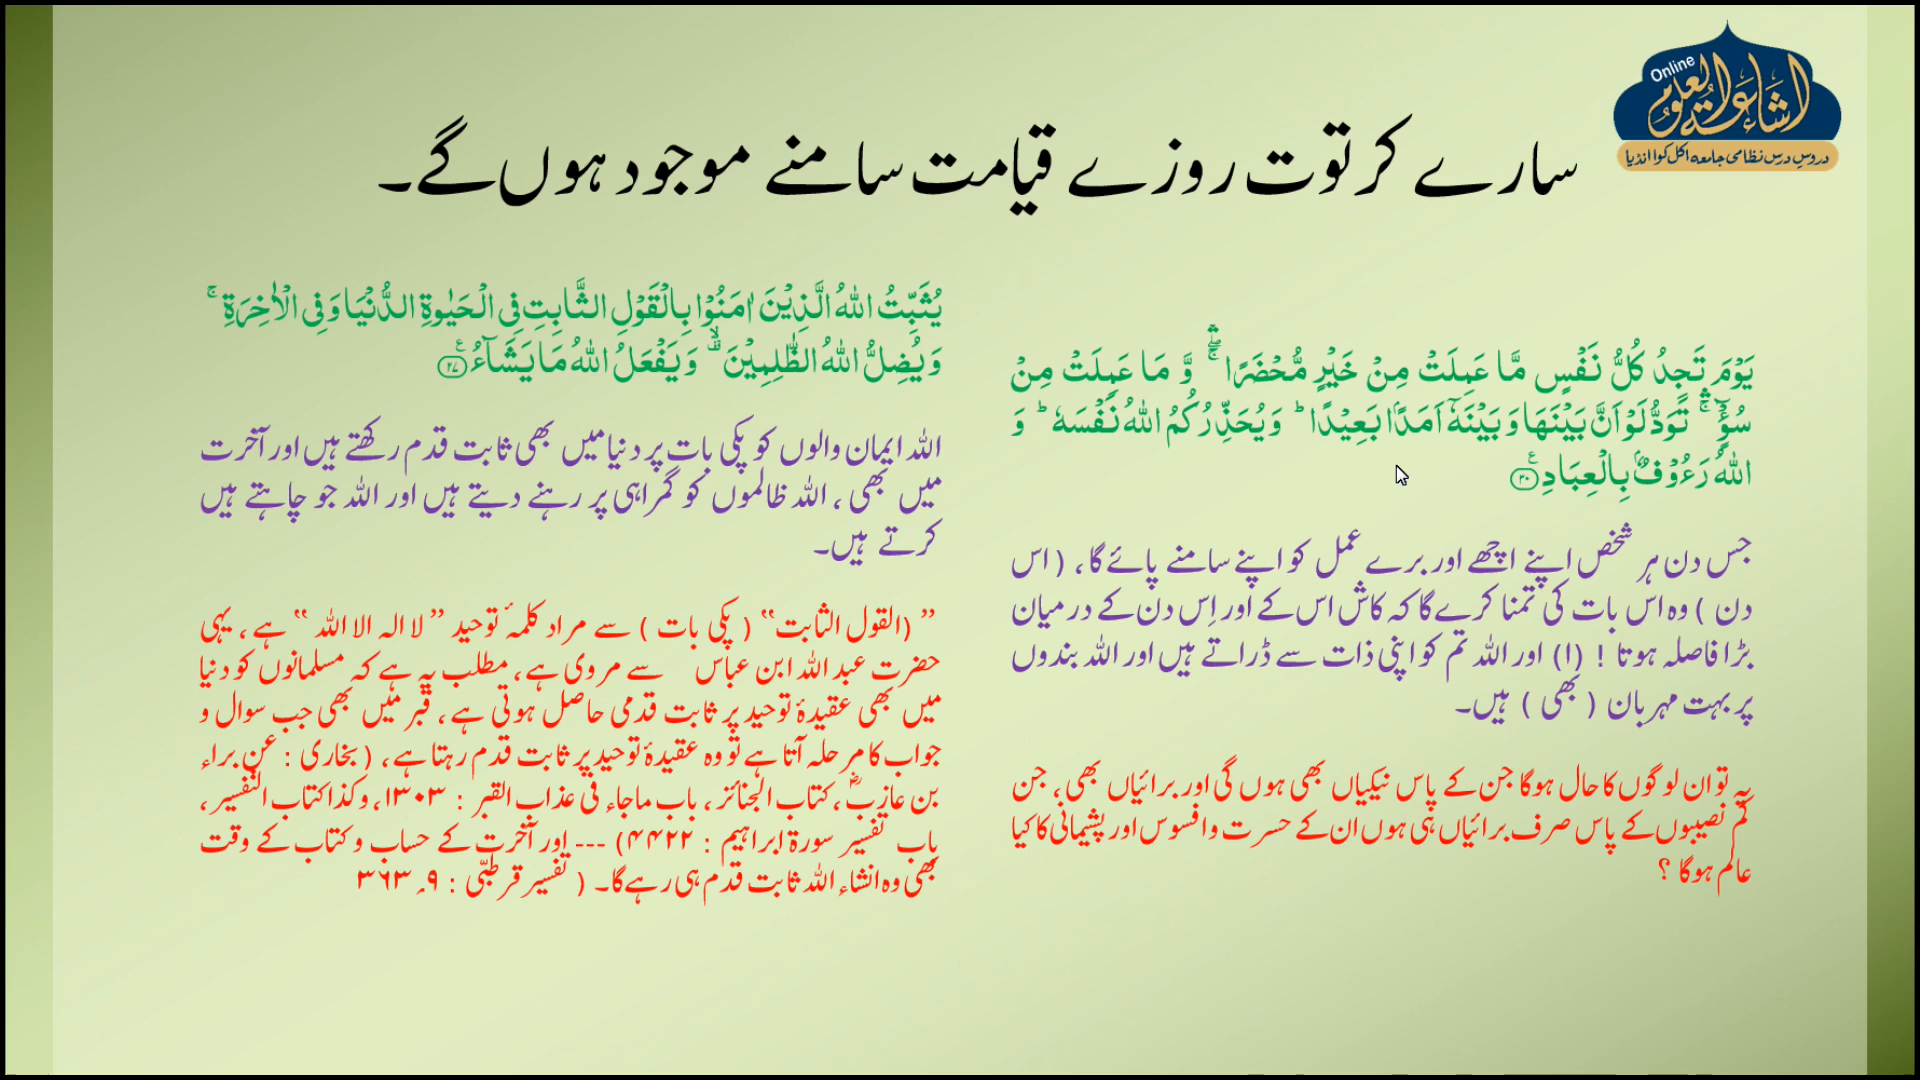 Online
اشاعۃ العلوم
دروسِ درس نظامی جامعہ اکل کوا انڈیا
سارے کرتوت روزے قیامت سامنے موجود ہوں گے۔
يَوْمَ تَجِدُ كُلُّ نَفْسٍ مَّا عَمِلَتْ مِنْ خَيْرٍ مُّحْضَرًا ۛۖۚ وَّ مَا عَمِلَتْ مِنْ
سُوْٓءٍ ۛۚ تَوَدُّ لَوْ اَنَّ بَيْنَهَا وَ بَيْنَهٗۤ اَمَدًۢا بَعِيْدًا ؕ وَ يُحَذِّرُكُمُ اللّٰهُ نَفْسَهٗ ؕ وَ
اللّٰهُ رَءُوْفٌۢ بِالْعِبَادِ ۧ۳۰
جس دن ہر شخص اپنے اچھے اور برے عمل کو اپنے سامنے پائے گا ، ( اس
دن ) وہ اس بات کی تمنا کرے گا کہ کاش اس کے اور اِس دن کے درمیان
بڑا فاصلہ ہوتا ! (۱) اور اللہ تم کو اپنی ذات سے ڈراتے ہیں اور اللہ بندوں
پر بہت مہربان ( بھی ) ہیں۔
یہ تو ان لوگوں کا حال ہوگا جن کے پاس نیکیاں بھی ہوں گی اور برائیاں بھی ، جن
کم نصیبوں کے پاس صرف برائیاں ہی ہوں ان کے حسرت و افسوس اور پشیمانی کا کیا
عالم ہوگا ؟
يُثَبِّتُ اللّٰهُ الَّذِيْنَ اٰمَنُوْا بِالْقَوْلِ الثَّابِتِ فِی الْحَيٰوةِ الدُّنْيَا وَ فِی الْاٰخِرَةِ ۚ
وَ يُضِلُّ اللّٰهُ الظّٰلِمِيْنَ ۙ۫ وَ يَفْعَلُ اللّٰهُ مَا يَشَآءُ ۧ۲۷
اللہ ایمان والوں کو پکی بات پر دنیا میں بھی ثابت قدم رکھتے ہیں اور آخرت
میں بھی ، اللہ ظالموں کو گمراہی پر رہنے دیتے ہیں اور اللہ جو چاہتے ہیں
کرتے ہیں۔
” (القول الثابت“ ( پکی بات ) سے مراد کلمۂ توحید ” لا الہ الا اللہ “ ہے ، یہی
حضرت عبد اللہ ابن عباس سے مروی ہے ، مطلب یہ ہے کہ مسلمانوں کو دنیا
میں بھی عقیدۂ توحید پر ثابت قدمی حاصل ہوتی ہے ، قبر میں بھی جب سوال و
جواب کا مرحلہ آتا ہے تو وہ عقیدۂ توحید پر ثابت قدم رہتا ہے ، ( بخاری : عن براء
بن عازبؓ ، کتاب الجنائز ، باب ماجاء فی عذاب القبر : ۱۳۰۳، وکذا کتاب التفسیر ،
باب تفسیر سورۃ ابراہیم : ۴۴۲۲) --- اور آخرت کے حساب و کتاب کے وقت
بھی وہ انشاء اللہ ثابت قدم ہی رہے گا۔ ( تفسیر قرطبّی : ۹؍ ۳۶۳